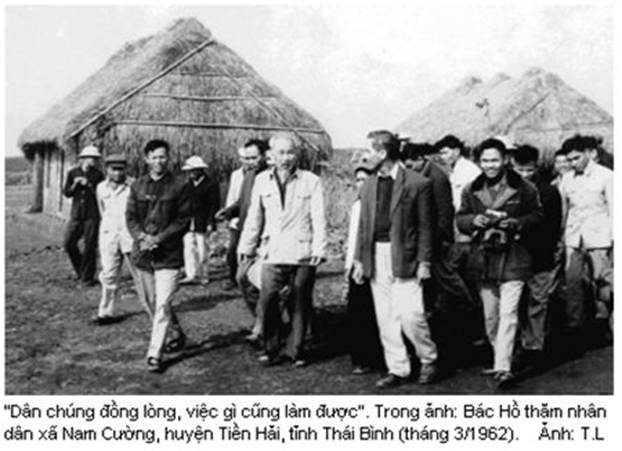 "Dân chúng đồng lòng, việc gì cũng làm được". Trong ảnh: Bác Hồ thăm nhân
dân xã Nam Cường, huyện Tiền Hải, tỉnh Thái Bình (tháng 3/1962). Ảnh: T.L